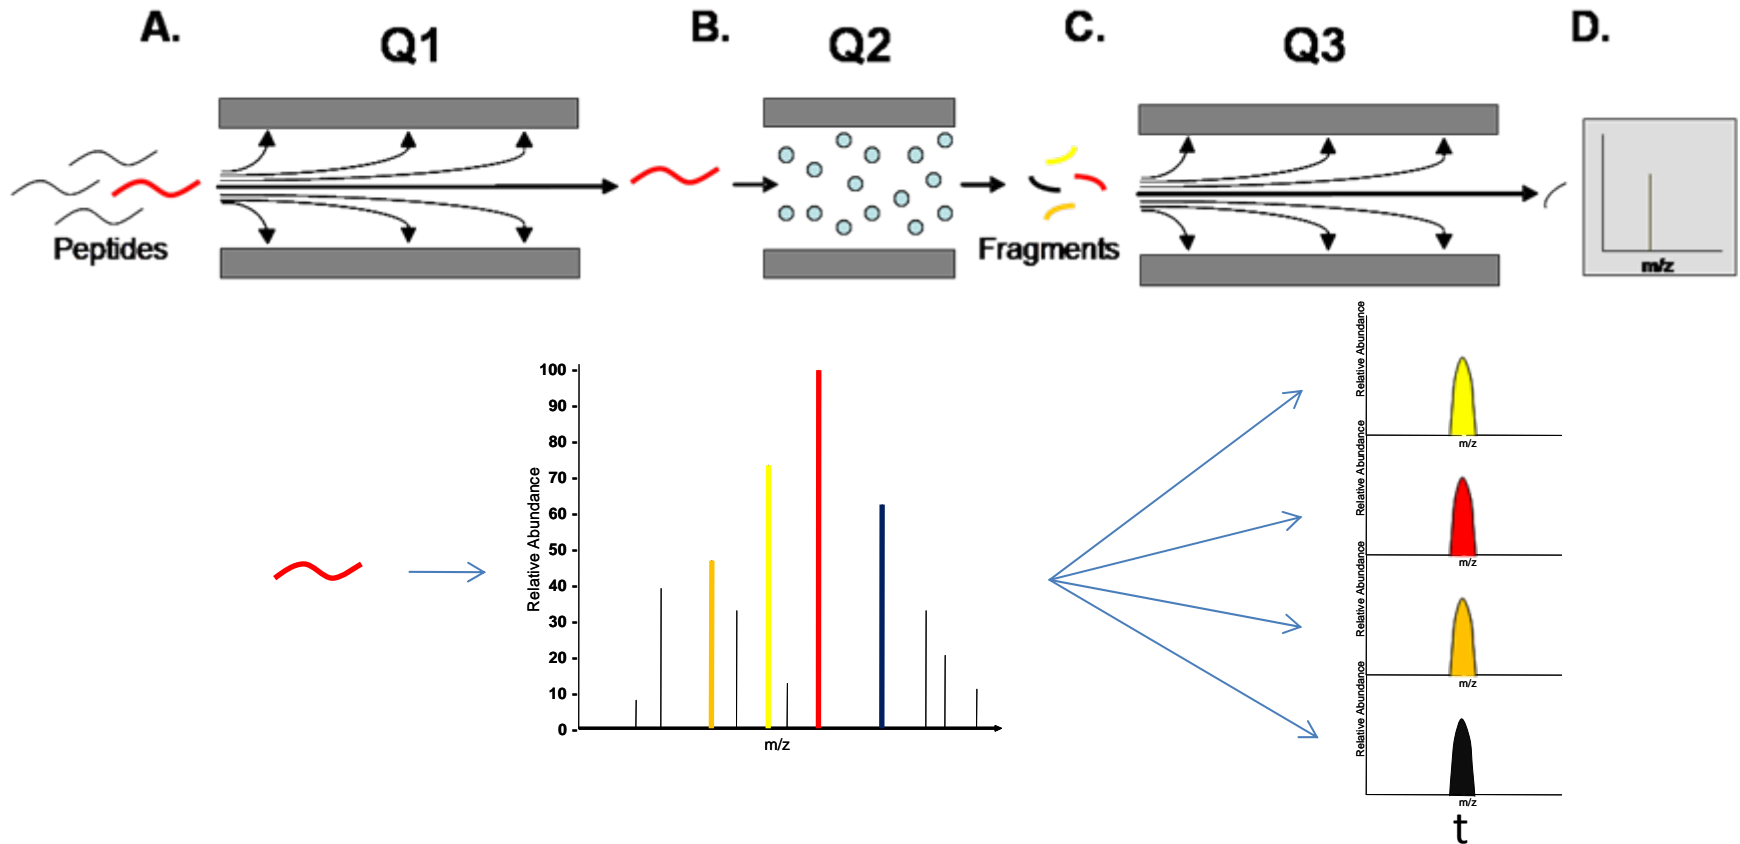 A.
Q1
B.
Q2
C.
Q3
D.
Peptides
Fragments
m/z
100
90
80
70
60
50
40
30
20
10
0
Relative Abundance
m/z
Relative Abundance
m/z
Relative Abundance
m/z
Relative Abundance
m/z
Relative Abundance
m/z
t